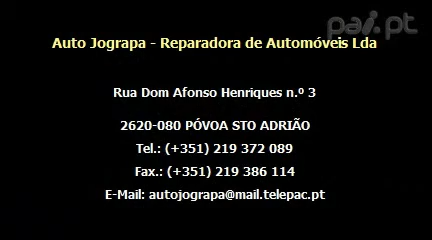 pai.pt
Auto Jograpa - Reparadora de Automóveis Lda
Rua Dom Afonso Henriques n.º 3
2620-080 PÓVOA STO ADRIÃO
Tel.: (+351) 219 372 089
Fax.: (+351) 219 386 114
E-Mail: autojograpa@mail.telepac.pt